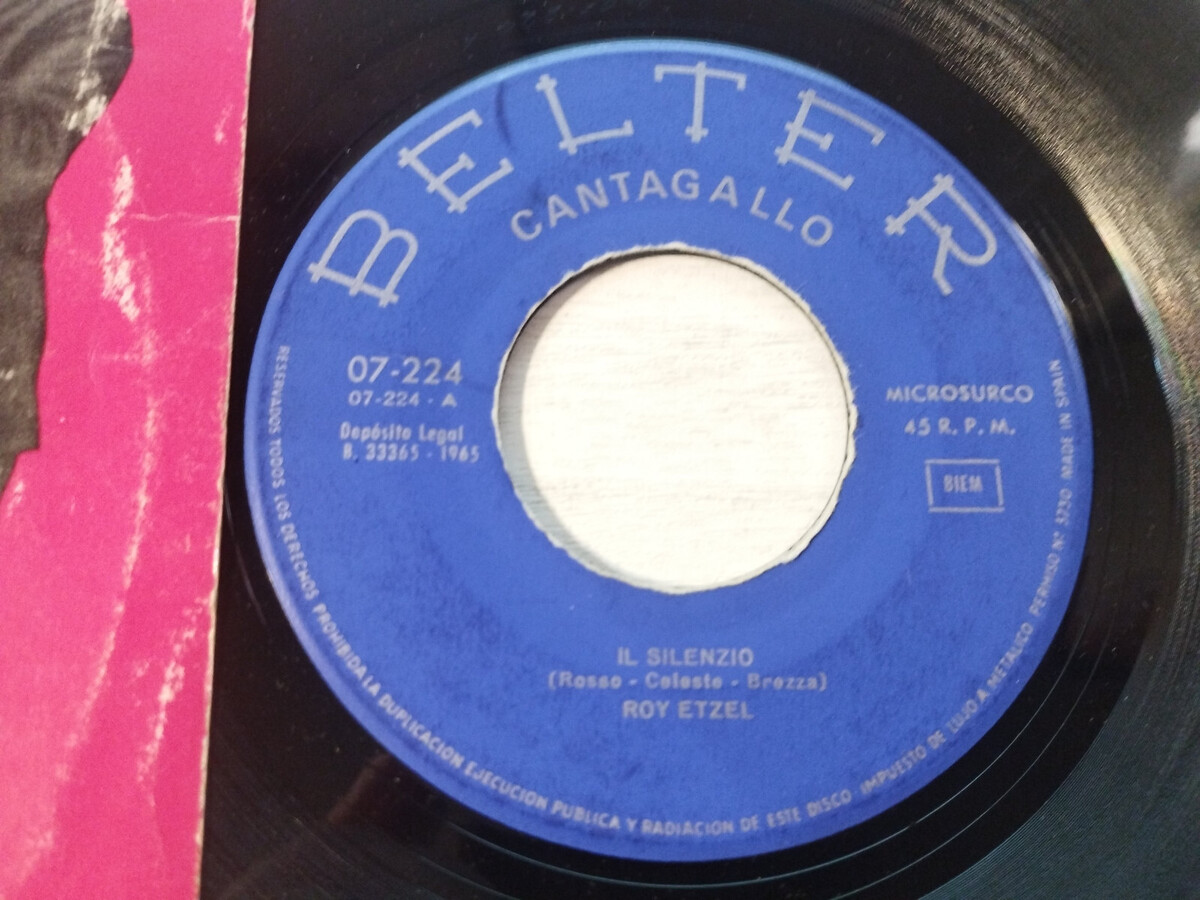 BELTER
CANTAGALLO
07-224
07-224 - A
Depósito Legal
B. 33365 - 1965
MICROSURCO
45 R. P. M.
BIEM
IL SILENZIO
(Rosso - Celeste - Brezza)
ROY ETZEL
RESERVADOS TODOS LOS DERECHOS PROHIBIDA LA DUPLICACION EJECUCION PUBLICA Y RADIACION DE ESTE DISCO IMPUESTO DE LUJO A METALICO PERMISO Nº 3230 MADE IN SPAIN